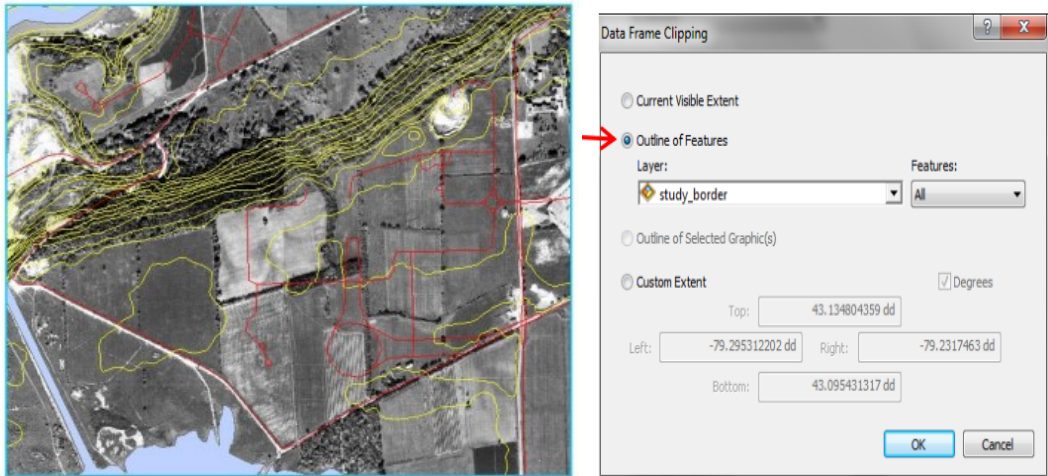 Data Frame Clipping
Current Visible Extent
Outline of Features
Layer: Features:
study_border All
Outline of Selected Graphic(s)
Custom Extent Degrees
Top: 43.134804359 dd
Left: -79.295312202 dd Right: -79.2317463 dd
Bottom: 43.095431317 dd
OK Cancel